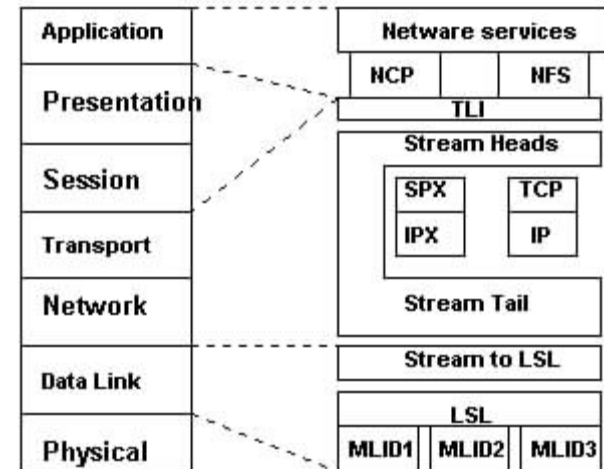 Application
Presentation
Session
Transport
Network
Data Link
Physical
Netware services
NCP NFS
TLI
Stream Heads
SPX TCP
IPX IP
Stream Tail
Stream to LSL
LSL
MLID1 MLID2 MLID3